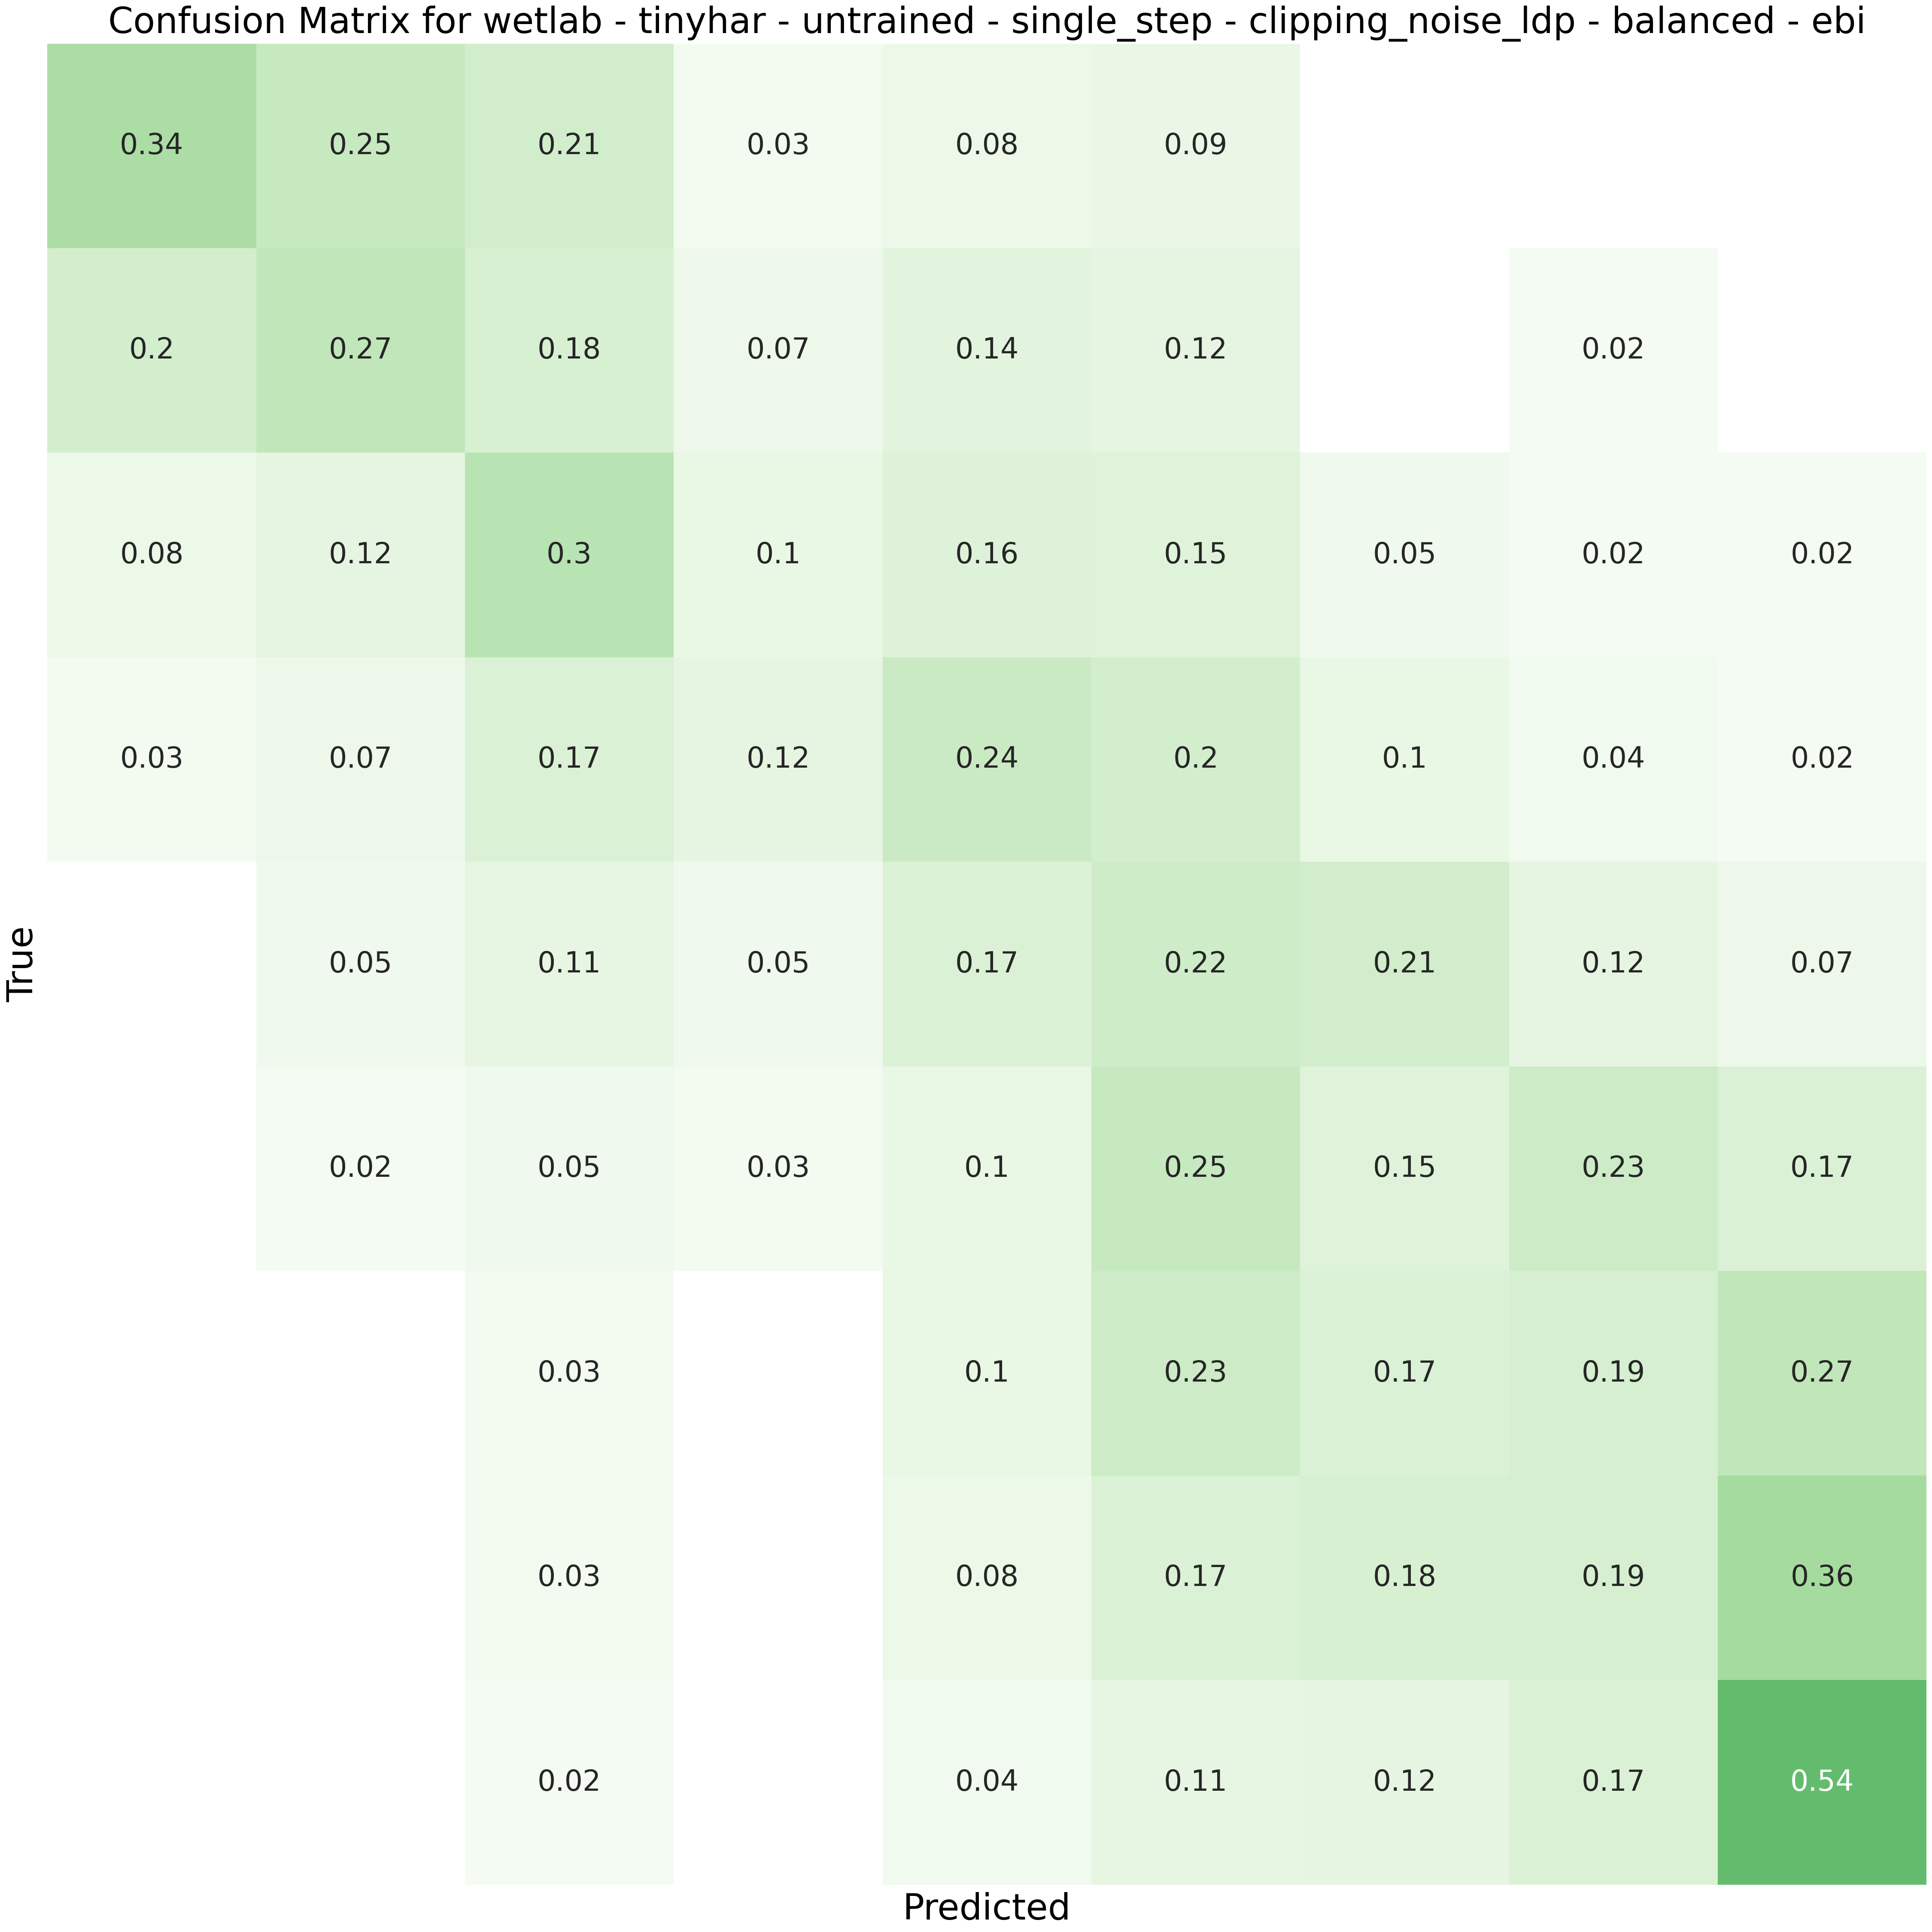 Confusion Matrix for wetlab - tinyhar - untrained - single_step - clipping_noise_ldp - balanced - ebi
0.34 0.25 0.21 0.03 0.08 0.09
0.2 0.27 0.18 0.07 0.14 0.12 0.02
0.08 0.12 0.3 0.1 0.16 0.15 0.05 0.02 0.02
0.03 0.07 0.17 0.12 0.24 0.2 0.1 0.04 0.02
True
0.05 0.11 0.05 0.17 0.22 0.21 0.12 0.07
0.02 0.05 0.03 0.1 0.25 0.15 0.23 0.17
0.03 0.1 0.23 0.17 0.19 0.27
0.03 0.08 0.17 0.18 0.19 0.36
0.02 0.04 0.11 0.12 0.17 0.54
Predicted